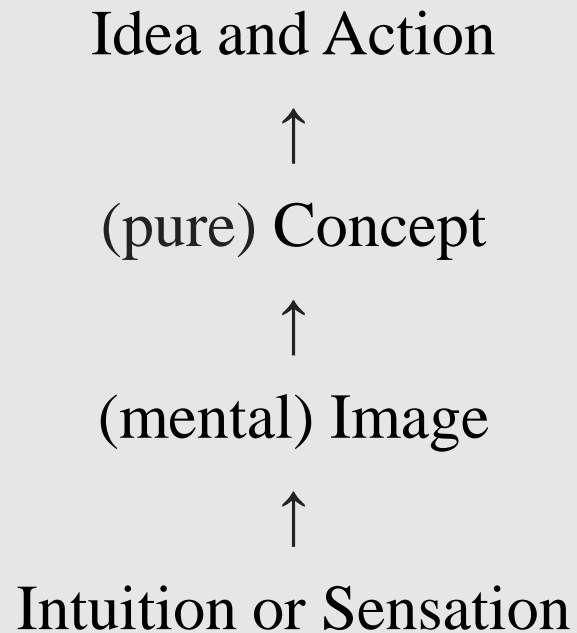 Idea and Action
↑
(pure) Concept
↑
(mental) Image
↑
Intuition or Sensation